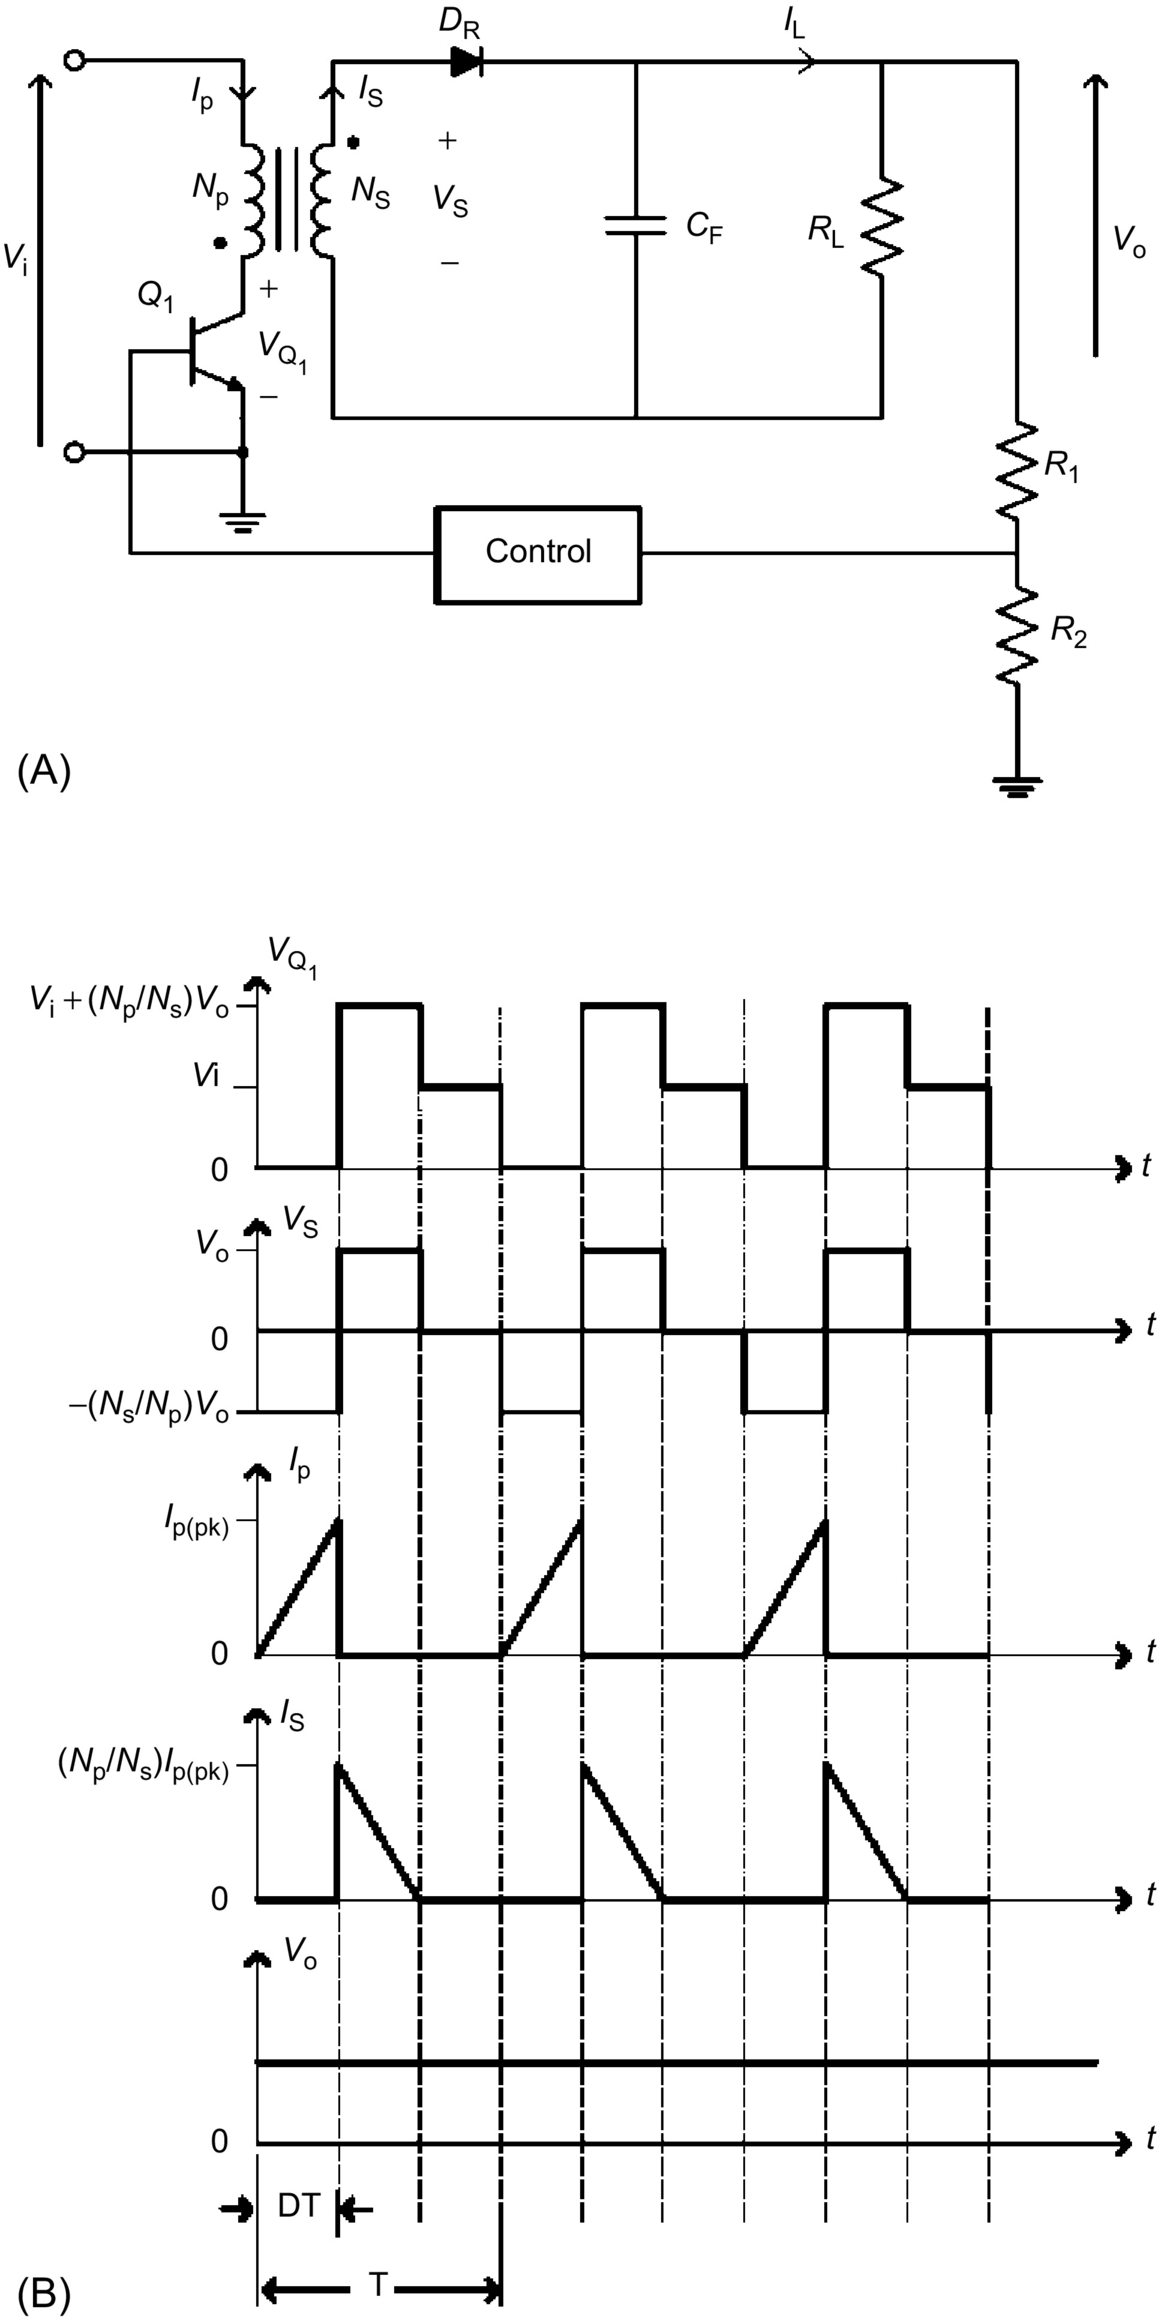 D_R
I_L
I_p
I_S
+
N_p
N_S
V_S
C_F
R_L
V_o
V_i
−
Q_1
+
V_Q1
−
R_1
Control
R_2
(A)
V_Q1
V_i + (N_p/N_s)V_o
Vi
0
t
V_S
V_o
0
t
−(N_s/N_p)V_o
I_p
I_p(pk)
0
t
I_S
(N_p/N_s)I_p(pk)
0
t
V_o
0
t
DT
T
(B)